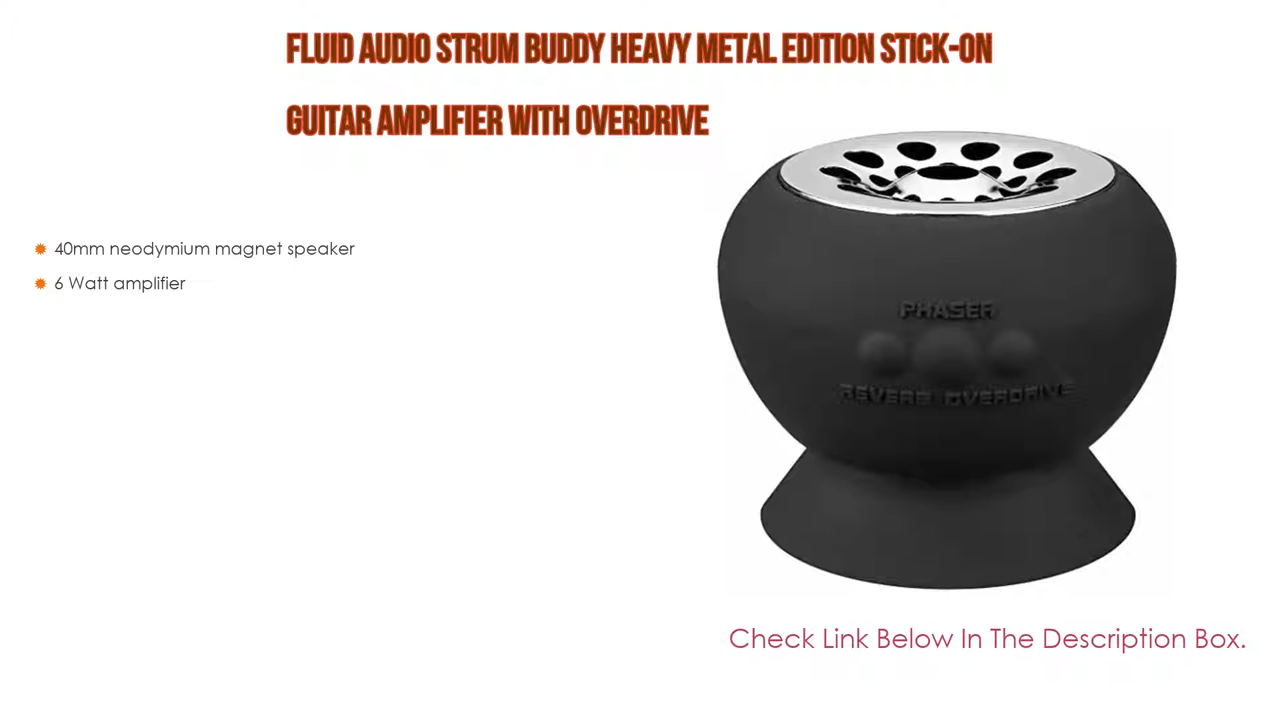 FLUID AUDIO STRUM BUDDY HEAVY METAL EDITION STICK-ON
GUITAR AMPLIFIER WITH OVERDRIVE
40mm neodymium magnet speaker
6 Watt amplifier
PHASER
REVERB OVERDRIVE
Check Link Below In The Description Box.